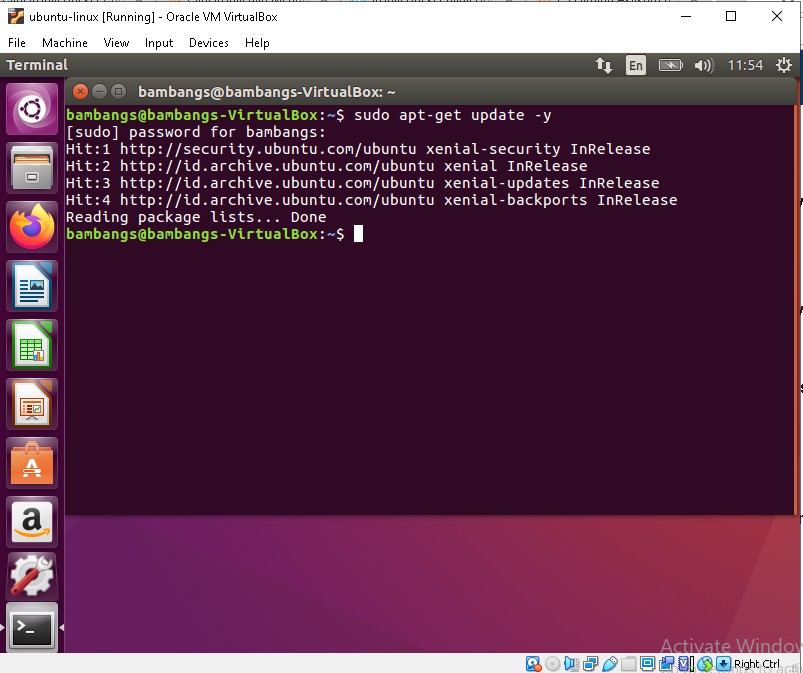 ubuntu-linux [Running] - Oracle VM VirtualBox
File Machine View Input Devices Help
Terminal En 11:54
bambangs@bambangs-VirtualBox: ~
bambangs@bambangs-VirtualBox:~$ sudo apt-get update -y
[sudo] password for bambangs:
Hit:1 http://security.ubuntu.com/ubuntu xenial-security InRelease
Hit:2 http://id.archive.ubuntu.com/ubuntu xenial InRelease
Hit:3 http://id.archive.ubuntu.com/ubuntu xenial-updates InRelease
Hit:4 http://id.archive.ubuntu.com/ubuntu xenial-backports InRelease
Reading package lists... Done
bambangs@bambangs-VirtualBox:~$
Activate Window
Right Ctrl